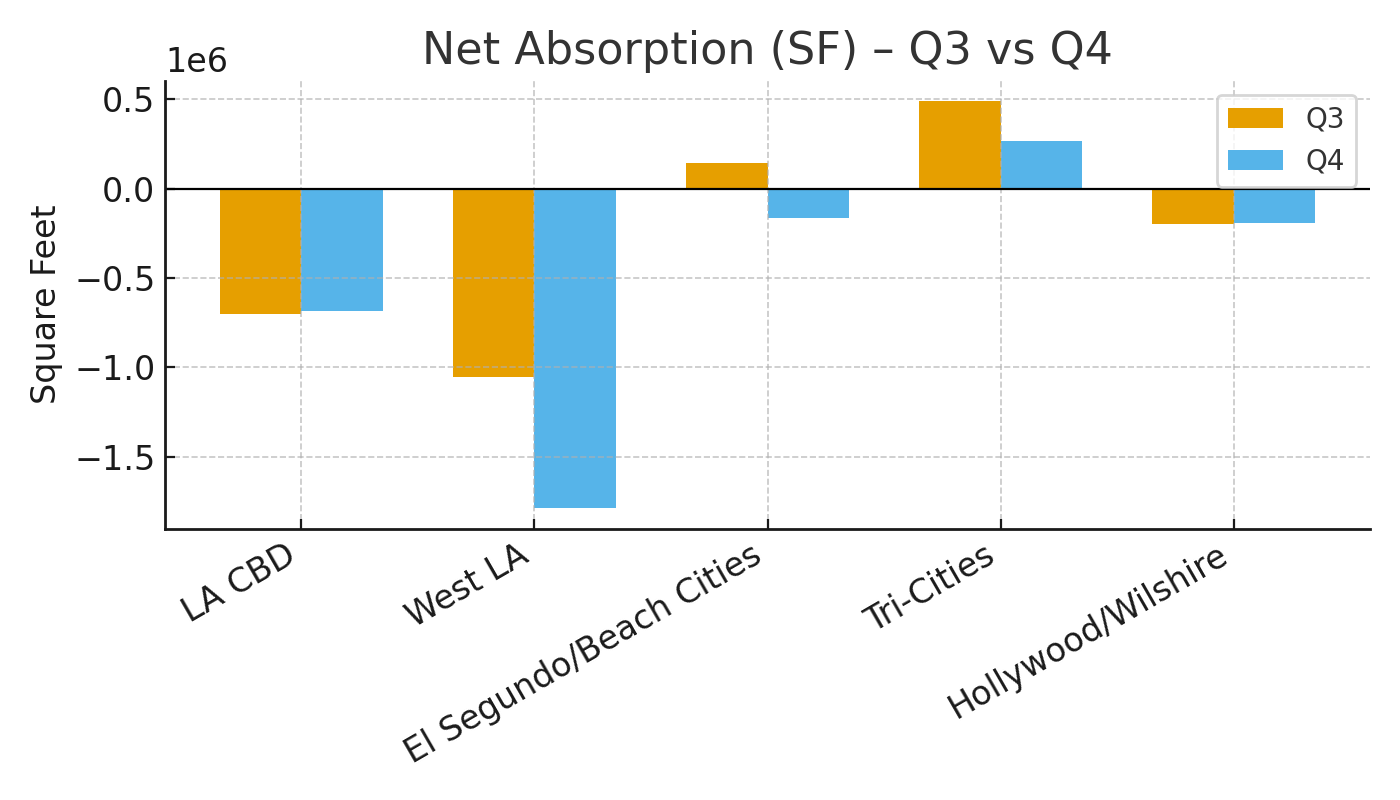 Net Absorption (SF) – Q3 vs Q4
1e6
0.5
0.0
−0.5
−1.0
−1.5
Square Feet
Q3
Q4
LA CBD
West LA
El Segundo/Beach Cities
Tri-Cities
Hollywood/Wilshire